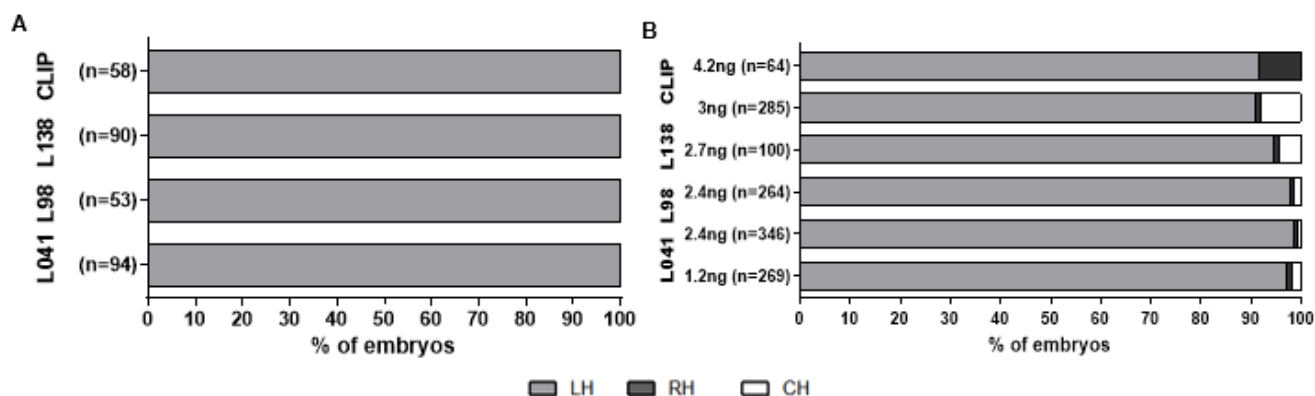 A
CLIP
(n=58)
L138
(n=90)
L98
(n=53)
L041
(n=94)
0 10 20 30 40 50 60 70 80 90 100
% of embryos
B
CLIP
4.2ng (n=64)
3ng (n=285)
L138
2.7ng (n=100)
L98
2.4ng (n=264)
2.4ng (n=346)
L041
1.2ng (n=269)
0 10 20 30 40 50 60 70 80 90 100
% of embryos
LH RH CH